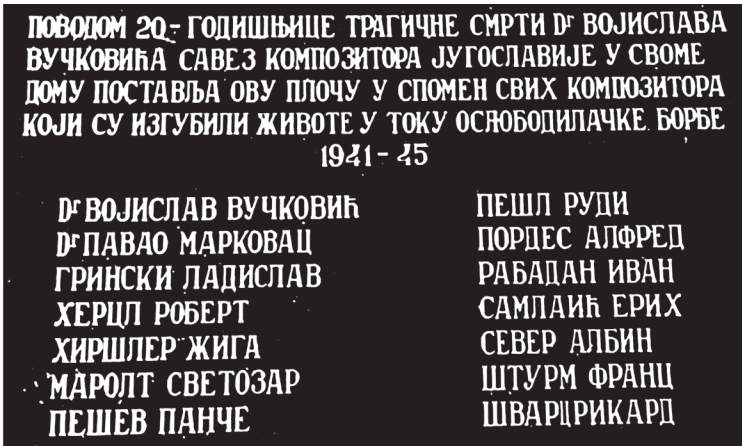 ПОВОДОМ 20.- ГОДИШЊИЦЕ ТРАГИЧНЕ СМРТИ Dr ВОЈИСЛАВА
ВУЧКОВИЋА САВЕЗ КОМПОЗИТОРА ЈУГОСЛАВИЈЕ У СВОМЕ
ДОМУ ПОСТАВЉА ОВУ ПЛОЧУ У СПОМЕН СВИХ КОМПОЗИТОРА
КОЈИ СУ ИЗГУБИЛИ ЖИВОТЕ У ТОКУ ОСЛОБОДИЛАЧКЕ БОРБЕ
1941-45
Dr ВОЈИСЛАВ ВУЧКОВИЋ
Dr ПАВАО МАРКОВАЦ
ГРИНСКИ ЛАДИСЛАВ
ХЕРЦЛ РОБЕРТ
ХИРШЛЕР ЖИГА
МАРОЛТ СВЕТОЗАР
ПЕШЕВ ПАНЧЕ
ПЕШЛ РУДИ
ПОРДЕС АЛФРЕД
РАБАДАН ИВАН
САМЛАИЋ ЕРИХ
СЕВЕР АЛБИН
ШТУРМ ФРАНЦ
ШВАРЦ РИКАРД